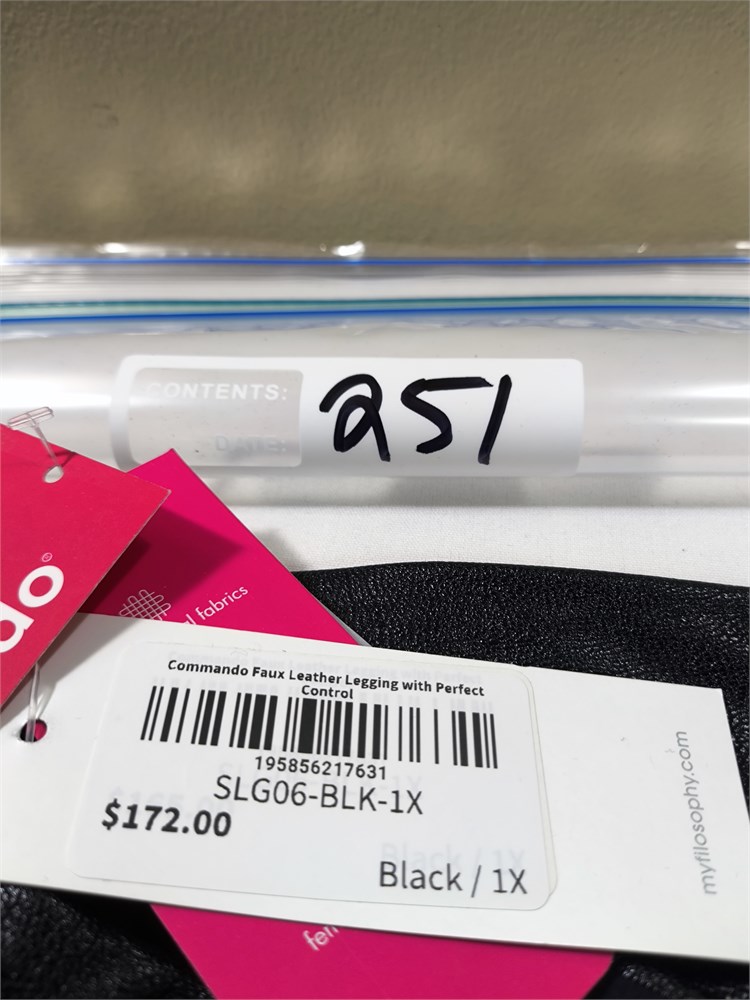 CONTENTS:
DATE:
251
do®
fabrics
Commando Faux Leather Legging with Perfect
Control
195856217631
SLG06-BLK-1X
$172.00
Black / 1X
myfilosophy.com